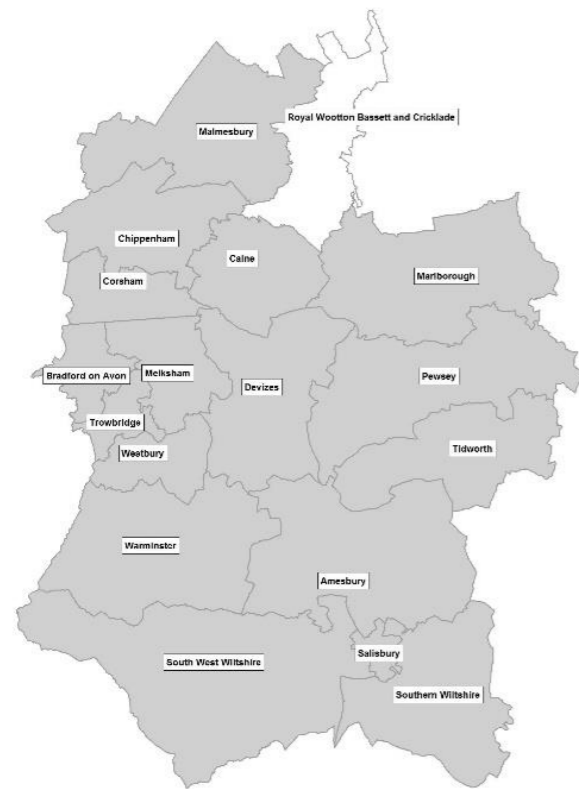 Royal Wootton Bassett and Cricklade
Malmesbury
Chippenham
Calne
Corsham
Marlborough
Bradford on Avon
Melksham
Devizes
Pewsey
Trowbridge
Westbury
Tidworth
Warminster
Amesbury
Salisbury
South West Wiltshire
Southern Wiltshire